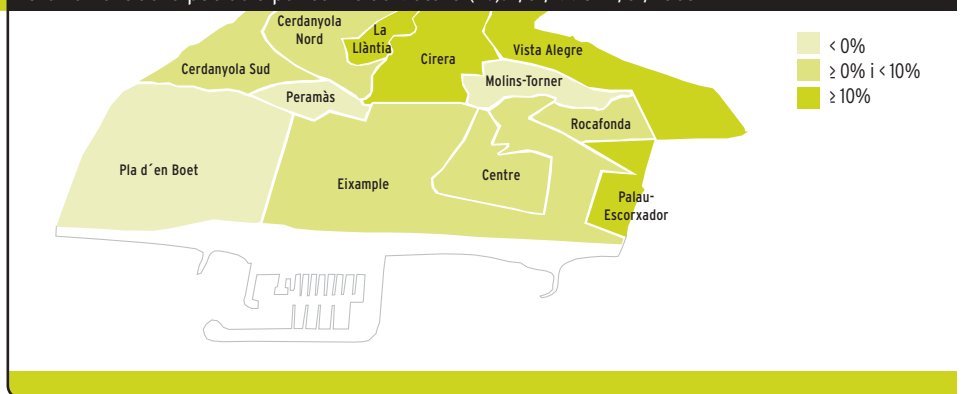 Cerdanyola
Nord
La
Llàntia
Cirera
Vista Alegre
Cerdanyola Sud
Molins-Torner
Peramàs
Rocafonda
Pla d´en Boet
Eixample
Centre
Palau-
Escorxador
< 0%
≥ 0% i < 10%
≥ 10%